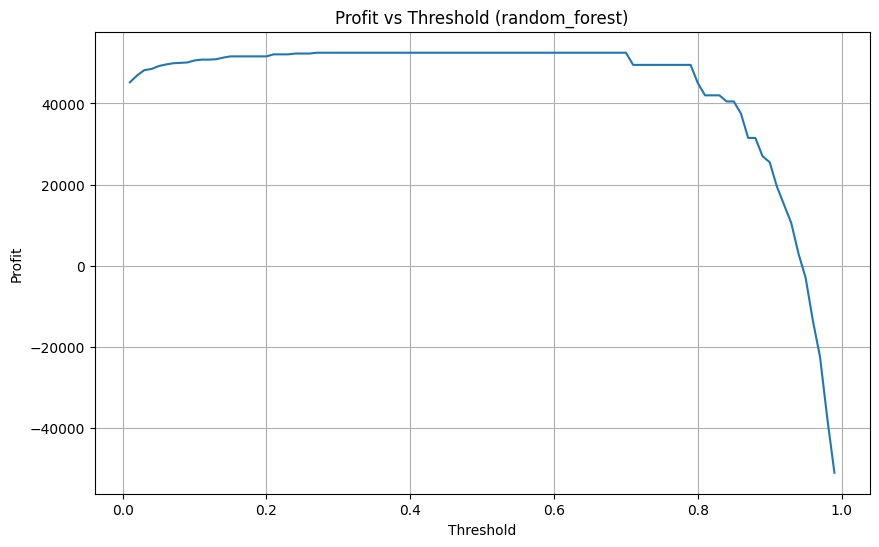 Profit vs Threshold (random_forest)
Profit
40000
20000
0
−20000
−40000
0.0 0.2 0.4 0.6 0.8 1.0
Threshold